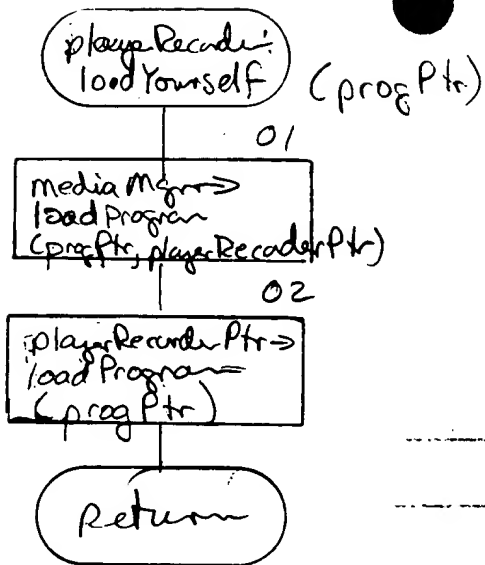 playerRecorder:
loadYourself (progPtr)
01
mediaMgr→
loadProgram
(progPtr, playerRecorderPtr)
02
playerRecorderPtr→
loadProgram
(progPtr)
Return